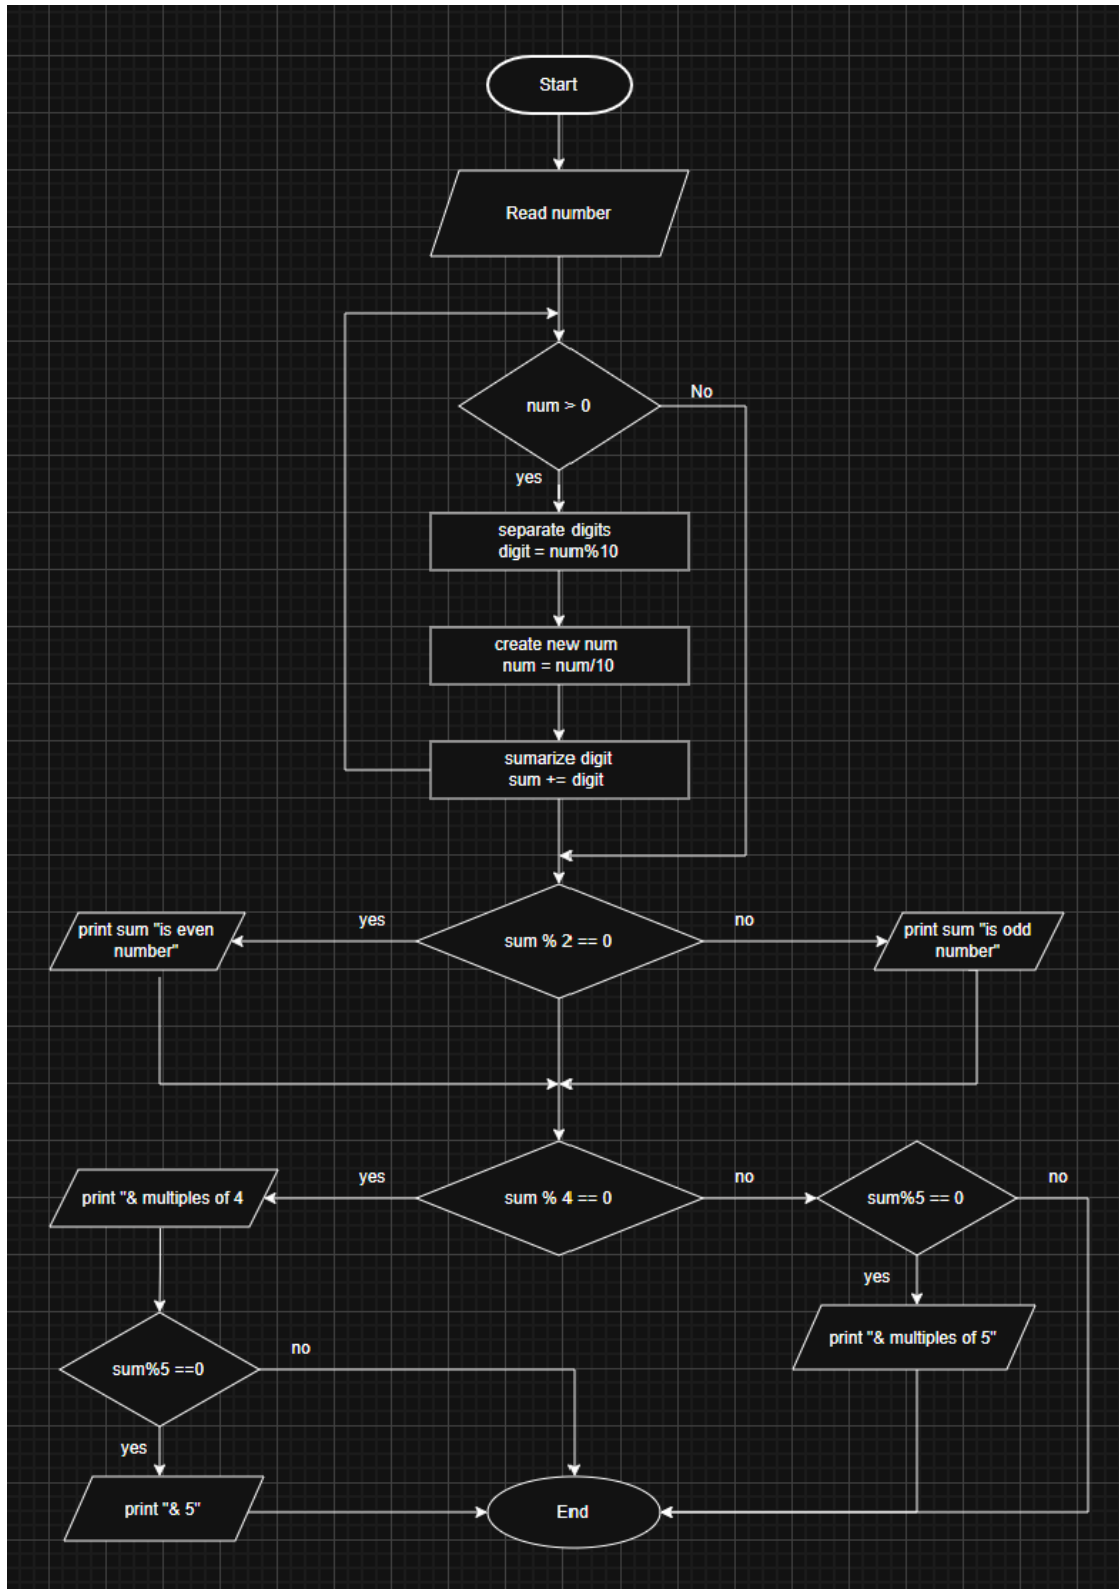 Start
Read number
num > 0
No
yes
separate digits
digit = num%10
create new num
num = num/10
sumarize digit
sum += digit
print sum "is even
number"
yes
sum % 2 == 0
no
print sum "is odd
number"
print "& multiples of 4
yes
sum % 4 == 0
no
sum%5 == 0
no
yes
print "& multiples of 5"
sum%5 ==0
no
yes
print "& 5"
End